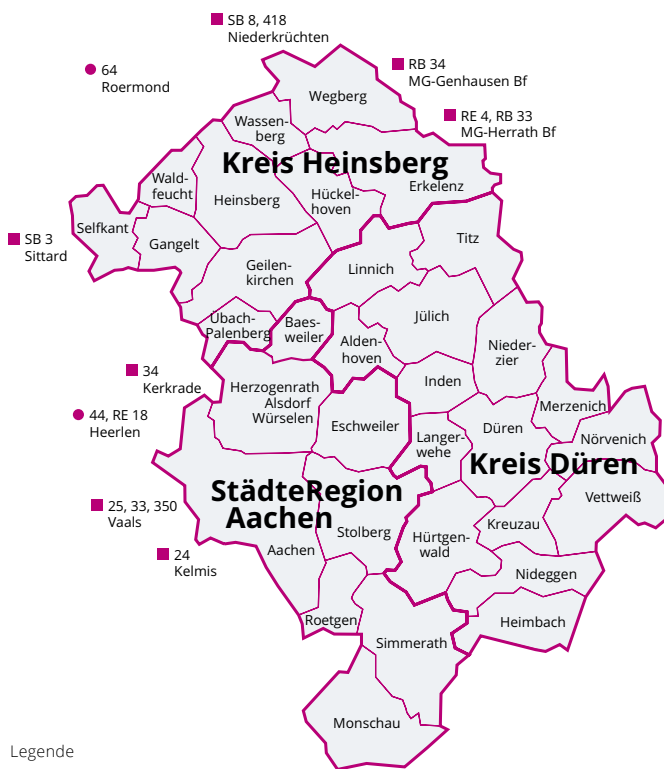 SB 8, 418
Niederkrüchten
64
Roermond
RB 34
MG-Genhausen Bf
Wegberg
RE 4, RB 33
MG-Herrath Bf
Wassen-
berg
Kreis Heinsberg
Wald-
feucht
Heinsberg
Hückel-
hoven
Erkelenz
Selfkant
SB 3
Sittard
Gangelt
Titz
Geilen-
kirchen
Linnich
Übach-
Palenberg
Baes-
weiler
Jülich
Alden-
hoven
Nieder-
zier
34
Kerkrade
Herzogenrath
Alsdorf
Würselen
Inden
Merzenich
44, RE 18
Heerlen
Eschweiler
Langer-
wehe
Düren
Nörvenich
Kreis Düren
StädteRegion
Aachen
Vettweiß
25, 33, 350
Vaals
Stolberg
Hürtgen-
wald
Kreuzau
24
Kelmis
Aachen
Nideggen
Roetgen
Heimbach
Simmerath
Monschau
Legende